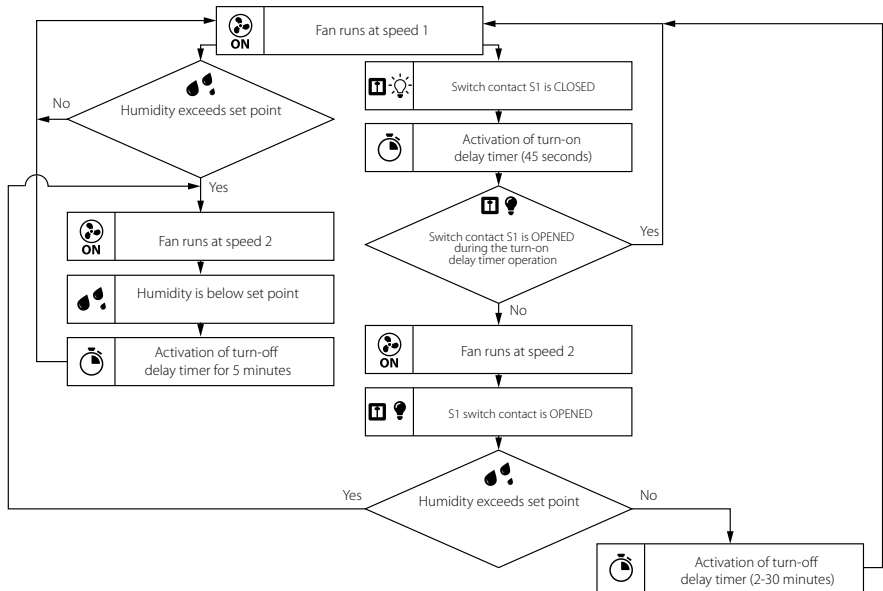 ON
Fan runs at speed 1
Humidity exceeds set point
No
Yes
ON
Fan runs at speed 2
Humidity is below set point
Activation of turn-off
delay timer for 5 minutes
Switch contact S1 is CLOSED
Activation of turn-on
delay timer (45 seconds)
Switch contact S1 is OPENED
during the turn-on
delay timer operation
Yes
No
ON
Fan runs at speed 2
S1 switch contact is OPENED
Humidity exceeds set point
Yes
No
Activation of turn-off
delay timer (2-30 minutes)